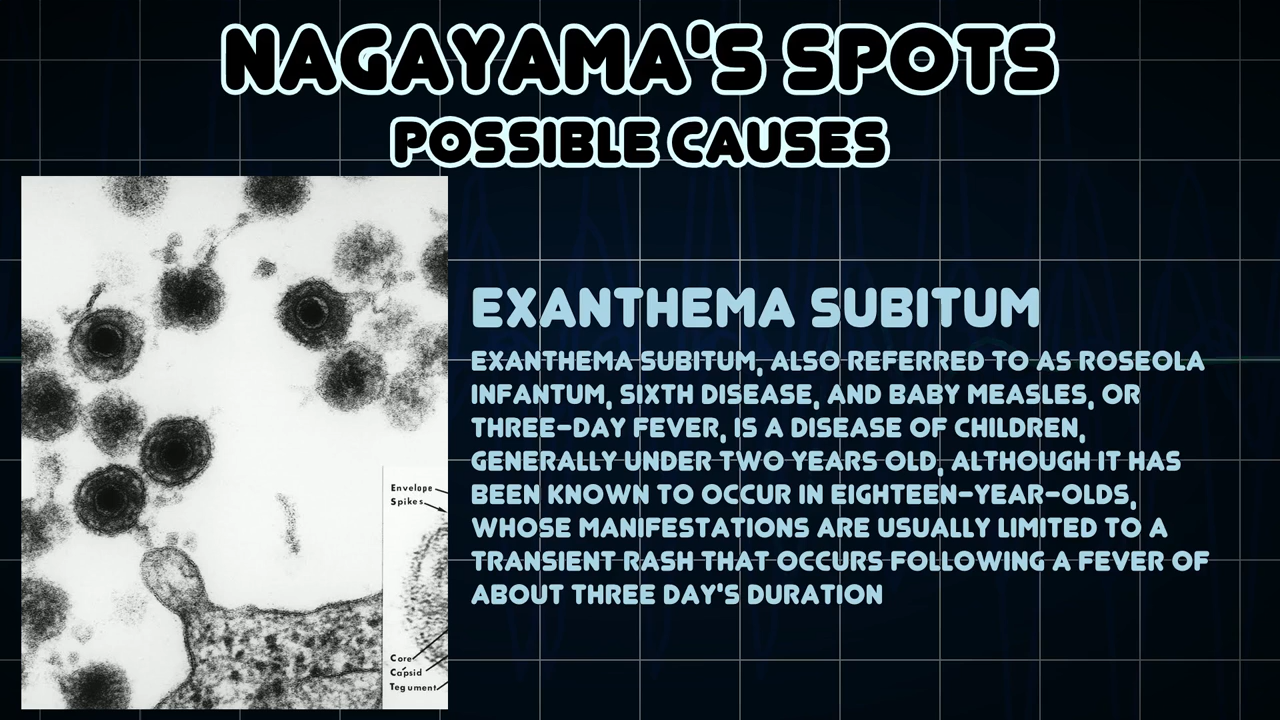 NAGAYAMA'S SPOTS
POSSIBLE CAUSES
EXANTHEMA SUBITUM
EXANTHEMA SUBITUM, ALSO REFERRED TO AS ROSEOLA
INFANTUM, SIXTH DISEASE, AND BABY MEASLES, OR
THREE-DAY FEVER, IS A DISEASE OF CHILDREN,
GENERALLY UNDER TWO YEARS OLD, ALTHOUGH IT HAS
BEEN KNOWN TO OCCUR IN EIGHTEEN-YEAR-OLDS,
WHOSE MANIFESTATIONS ARE USUALLY LIMITED TO A
TRANSIENT RASH THAT OCCURS FOLLOWING A FEVER OF
ABOUT THREE DAY'S DURATION
Envelope
Spikes
Core
Capsid
Tegument